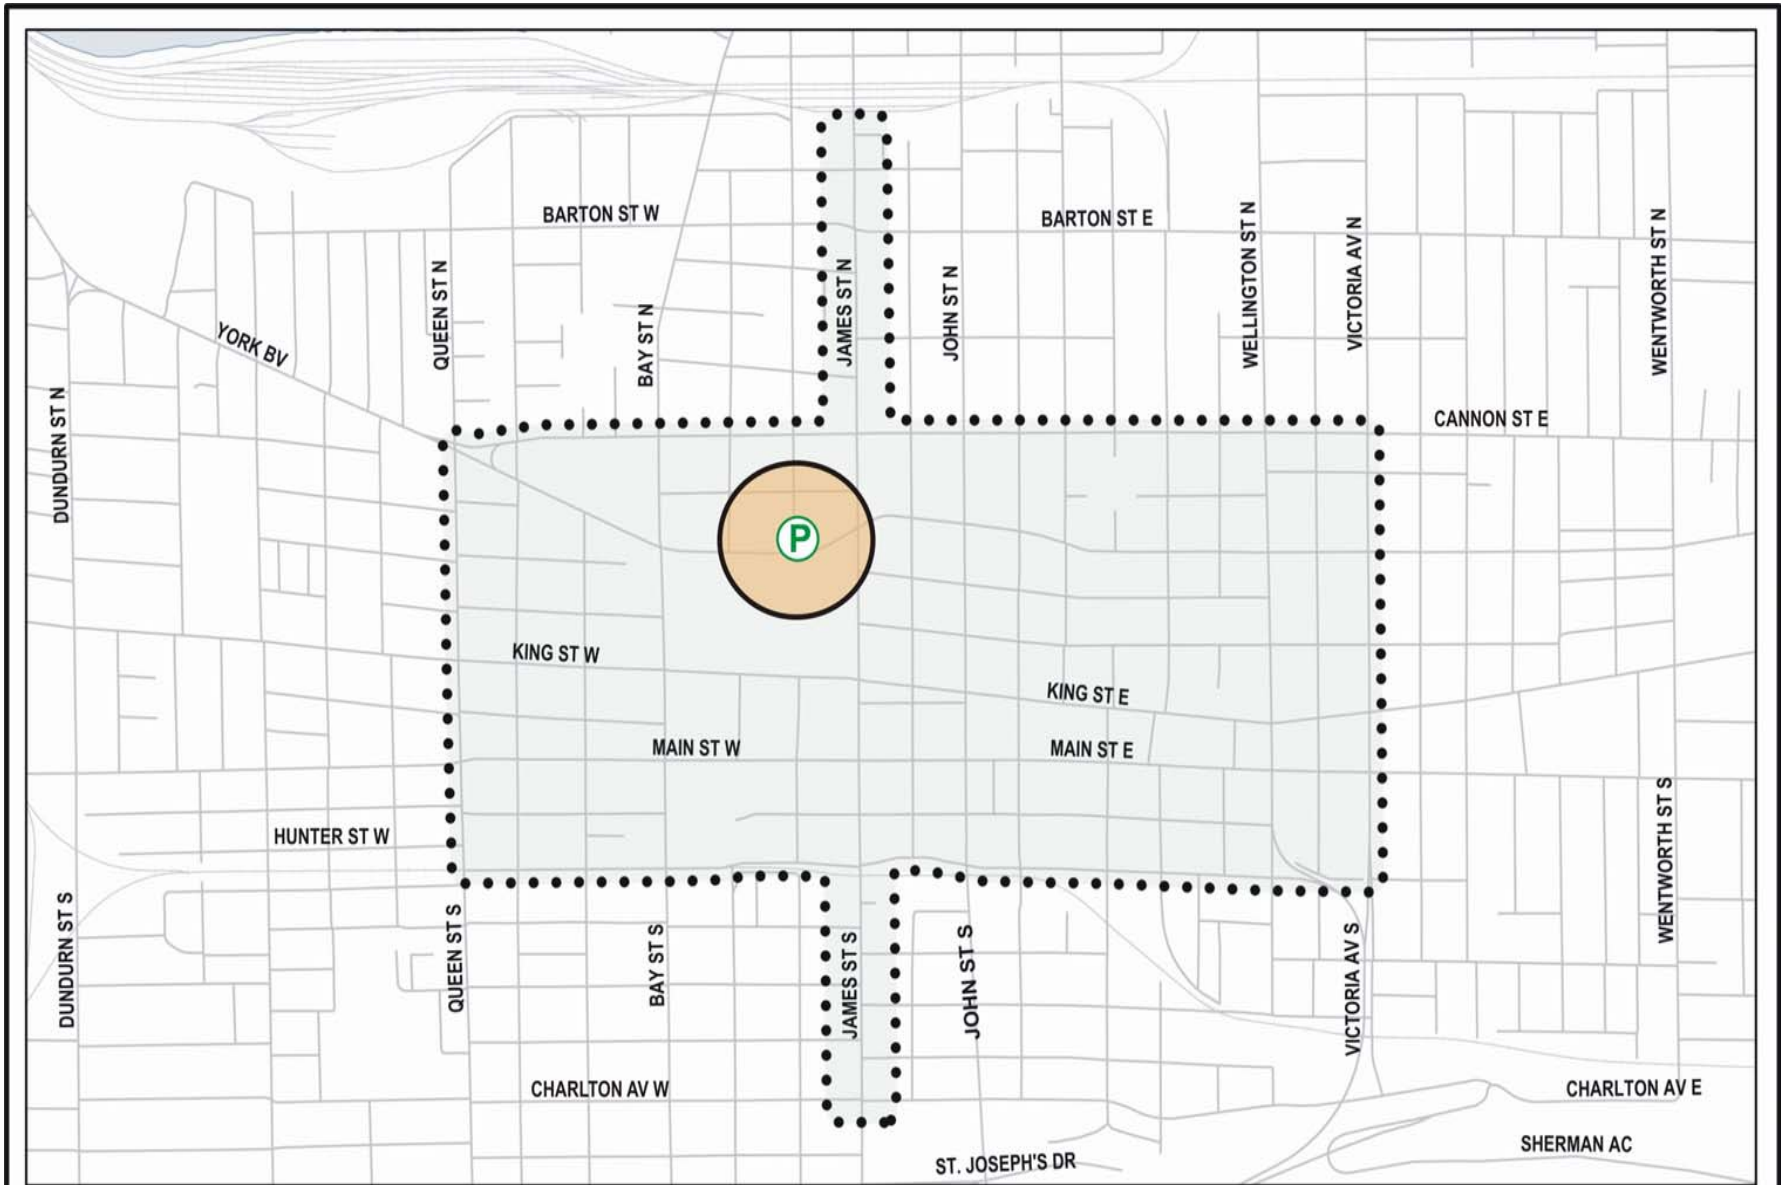 BARTON ST W
BARTON ST E
WELLINGTON ST N
VICTORIA AV N
WENTWORTH ST N
QUEEN ST N
JAMES ST N
JOHN ST N
BAY ST N
YORK BV
DUNDURN ST N
CANNON ST E
P
KING ST W
KING ST E
MAIN ST W
MAIN ST E
HUNTER ST W
WENTWORTH ST S
DUNDURN ST S
QUEEN ST S
BAY ST S
JAMES ST S
JOHN ST S
VICTORIA AV S
CHARLTON AV W
CHARLTON AV E
SHERMAN AC
ST. JOSEPH'S DR